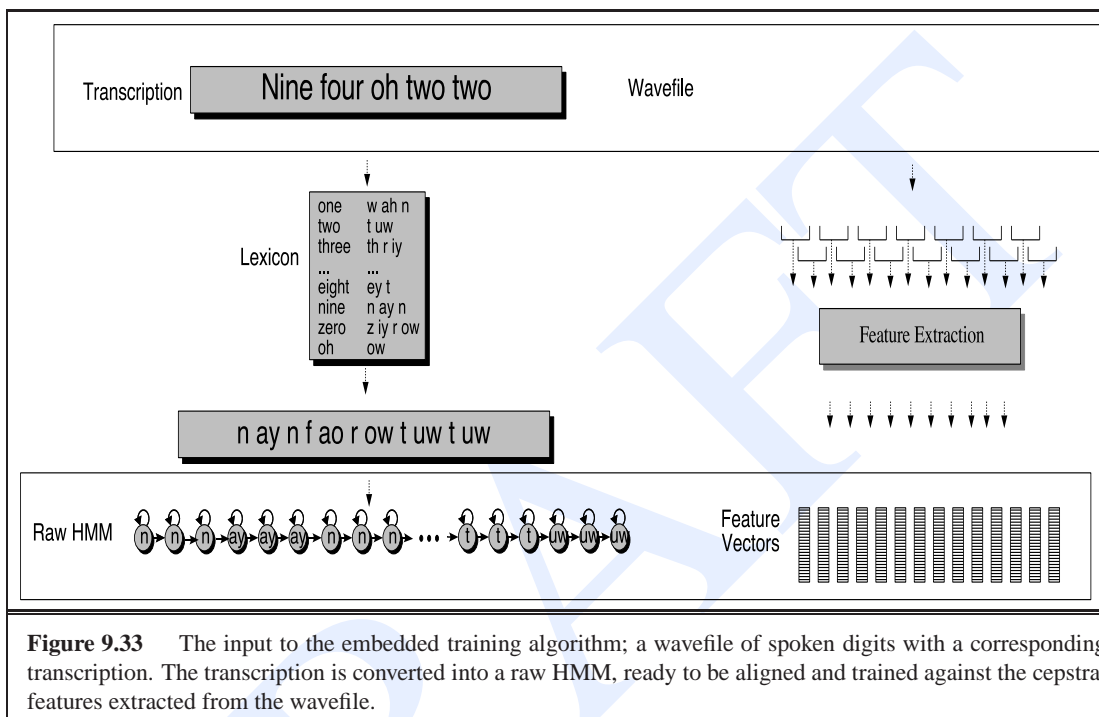 Transcription
Nine four oh two two
Wavefile
one w ah n
two t uw
three th r iy
... ...
eight ey t
nine n ay n
zero z iy r ow
oh ow
Lexicon
Feature Extraction
n ay n f ao r ow t uw t uw
Raw HMM
n n n ay ay ay n n n ... t t t uw uw uw
Feature
Vectors
Figure 9.33 The input to the embedded training algorithm; a wavefile of spoken digits with a corresponding
transcription. The transcription is converted into a raw HMM, ready to be aligned and trained against the cepstra
features extracted from the wavefile.
RAFT